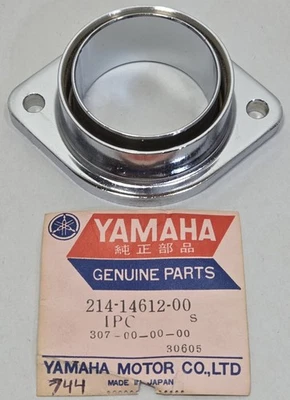 YAMAHA
純正部品
GENUINE PARTS
214-14612-00
1PC S
307-00-00-00
30605
YAMAHA MOTOR CO.,LTD
744 MADE IN JAPAN